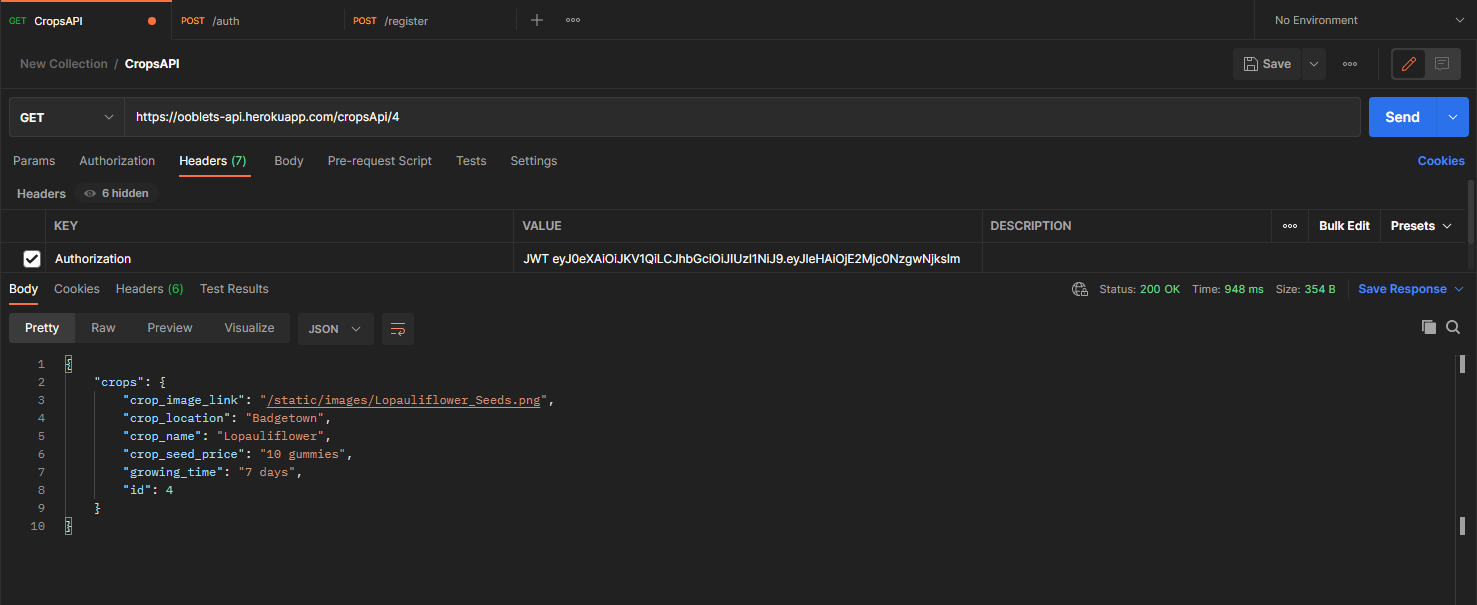 GET CropsAPI POST /auth POST /register No Environment
New Collection / CropsAPI Save
GET https://ooblets-api.herokuapp.com/cropsApi/4 Send
Params Authorization Headers (7) Body Pre-request Script Tests Settings Cookies
Headers 6 hidden
KEY VALUE DESCRIPTION Bulk Edit Presets
Authorization JWT eyJ0eXAiOiJKV1QiLCJhbGciOiJIUzI1NiJ9.eyJleHAiOjE2Mjc0NzgwNjksIm
Body Cookies Headers (6) Test Results Status: 200 OK Time: 948 ms Size: 354 B Save Response
Pretty Raw Preview Visualize JSON
1 {
2 "crops": {
3 "crop_image_link": "/static/images/Lopauliflower_Seeds.png",
4 "crop_location": "Badgetown",
5 "crop_name": "Lopauliflower",
6 "crop_seed_price": "10 gummies",
7 "growing_time": "7 days",
8 "id": 4
9 }
10 }